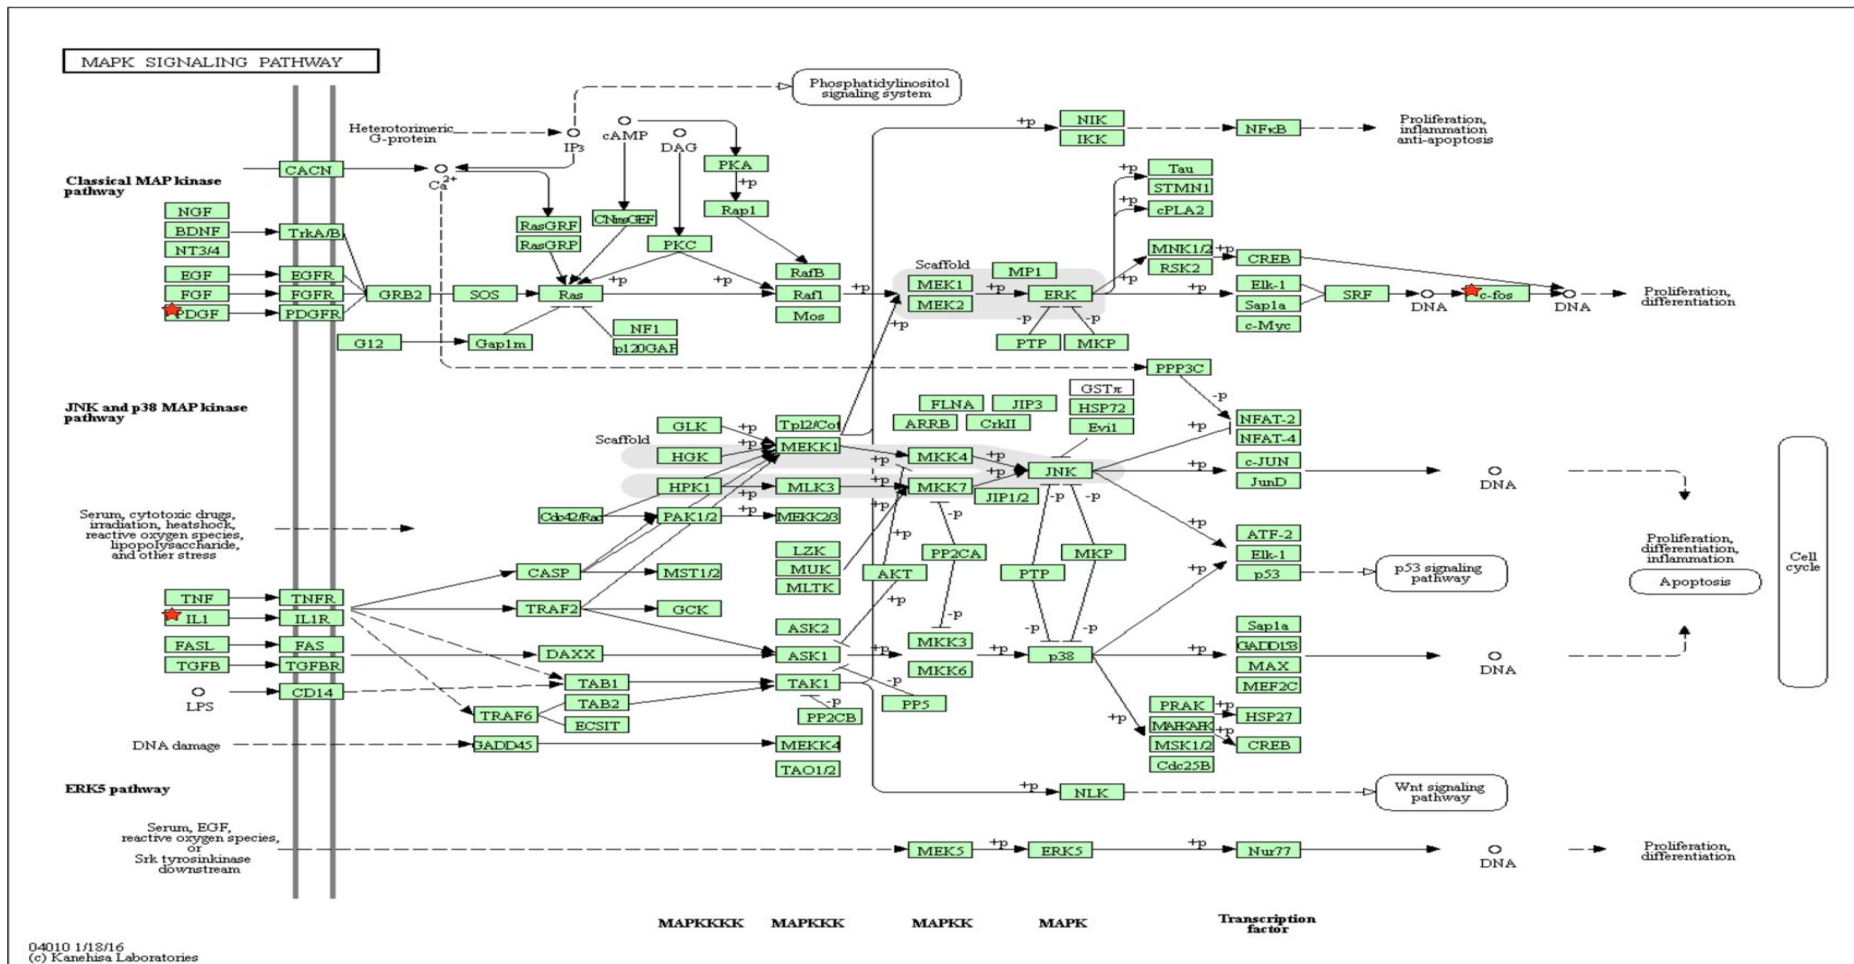 MAPK SIGNALING PATHWAY
Phosphatidylinositol
signaling system
Heterotorimeric
G-protein
IP3
cAMP
DAG
Ca2+
CACN
PKA
+p
Rap1
NIK
IKK
+p
NFκB
Proliferation,
inflammation
anti-apoptosis
Classical MAP kinase
pathway
NGF
BDNF
NT3/4
TrkA/B
EGF
EGFR
FGF
FGFR
PDGF
PDGFR
GRB2
SOS
RasGRF
RasGRP
CNrasGEF
PKC
Ras
+p
+p
RafB
Raf1
Mos
+p
G12
Gap1m
NF1
p120GAP
Scaffold
MEK1
MEK2
+p
MP1
ERK
-p
-p
PTP
MKP
+p
+p
+p
+p
Tau
STMN1
cPLA2
MNK1/2
RSK2
+p
CREB
Elk-1
Sap1a
c-Myc
SRF
DNA
c-fos
DNA
Proliferation,
differentiation
+p
PPP3C
-p
JNK and p38 MAP kinase
pathway
Scaffold
GLK
HGK
HPK1
PAK1/2
MST1/2
GCK
+p
+p
+p
+p
Tpl2/Cot
MEKK1
MLK3
MEKK2/3
LZK
MUK
MLTK
ASK2
ASK1
TAK1
+p
+p
+p
+p
FLNA
JIP3
ARRB
CrkII
GSTπ
HSP72
Evi1
MKK4
MKK7
+p
+p
JNK
JIP1/2
-p
-p
-p
PP2CA
AKT
+p
-p
PTP
MKP
-p
-p
+p
+p
+p
+p
NFAT-2
NFAT-4
c-JUN
JunD
DNA
ATF-2
Elk-1
p53
p53 signaling
pathway
Proliferation,
differentiation,
inflammation
Apoptosis
Cell
cycle
Serum, cytotoxic drugs,
irradiation, heatshock,
reactive oxygen species,
lipopolysaccharide,
and other stress
Cdc42/Rac
CASP
TRAF2
DAXX
TNF
TNFR
IL1
IL1R
FASL
FAS
TGFB
TGFBR
LPS
CD14
TAB1
TAB2
TRAF6
ECSIT
+p
MKK3
MKK6
+p
p38
+p
Sap1a
GADD153
MAX
MEF2C
DNA
-p
PP5
-p
PP2CB
+p
PRAK
MAPKAPK
MSK1/2
Cdc25B
+p
+p
HSP27
CREB
DNA damage
GADD45
MEKK4
TAO1/2
ERK5 pathway
+p
NLK
Wnt signaling
pathway
Serum, EGF,
reactive oxygen species,
or
Srk tyrosinkinase
downstream
MEK5
+p
ERK5
+p
Nur77
DNA
Proliferation,
differentiation
MAPKKKK
MAPKKK
MAPKK
MAPK
Transcription
factor
04010 1/18/16
(c) Kanehisa Laboratories